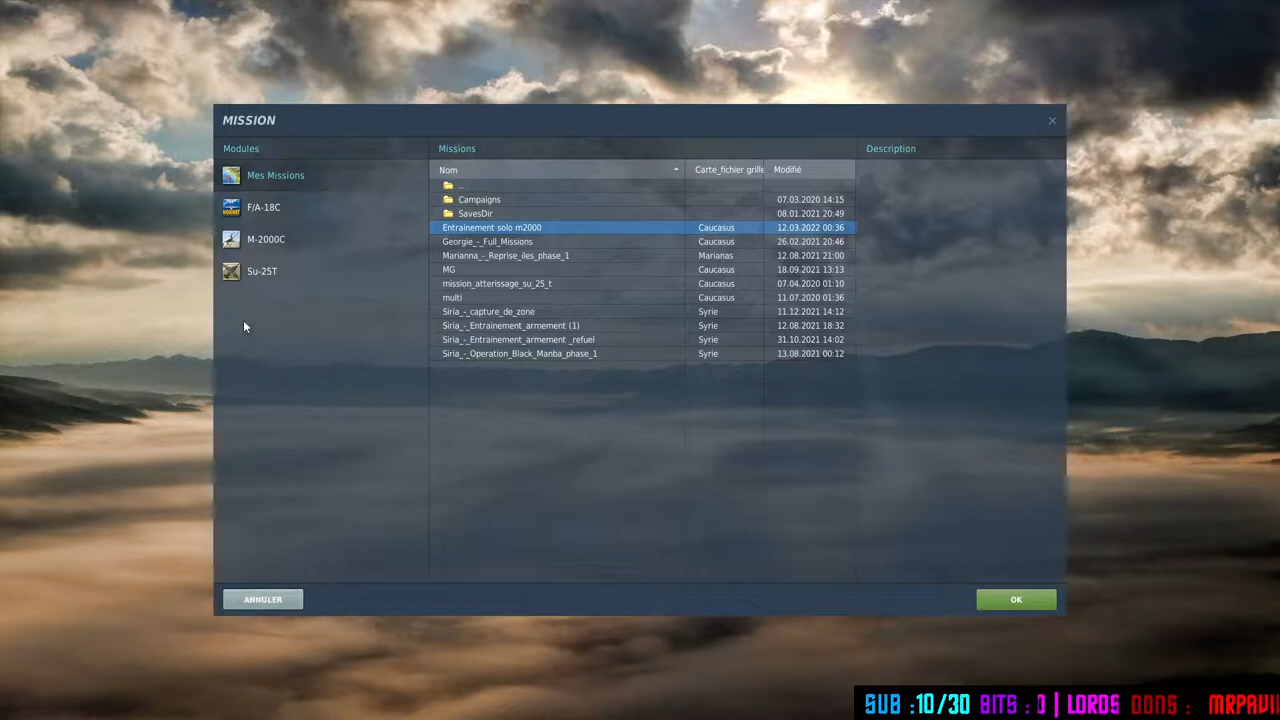 MISSION
Modules
Missions
Description
Mes Missions
F/A-18C
M-2000C
Su-25T
Nom Carte_fichier grille Modifié
..
Campaigns 07.03.2020 14:15
SavesDir 08.01.2021 20:49
Entrainement solo m2000 Caucasus 12.03.2022 00:36
Georgie_-_Full_Missions Caucasus 26.02.2021 20:46
Marianna_-_Reprise_iles_phase_1 Marianas 12.08.2021 21:00
MG Caucasus 18.09.2021 13:13
mission_atterissage_su_25_t Caucasus 07.04.2020 01:10
multi Caucasus 11.07.2020 01:36
Siria_-_capture_de_zone Syrie 11.12.2021 14:12
Siria_-_Entrainement_armement (1) Syrie 12.08.2021 18:32
Siria_-_Entrainement_armement _refuel Syrie 31.10.2021 14:02
Siria_-_Operation_Black_Manba_phase_1 Syrie 13.08.2021 00:12
ANNULER
OK
SUB :10/30 BITS : 0 | LORDS DONS : MRPAVII